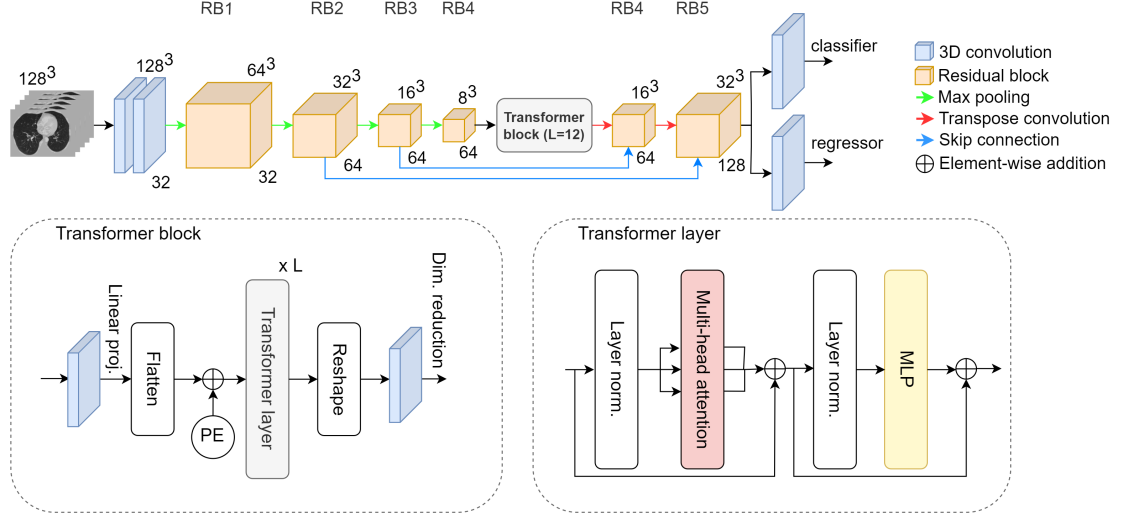 RB1 RB2 RB3 RB4 RB4 RB5
128³ 128³ 64³ 32³ 16³ 8³ 16³ 32³
Transformer
block (L=12)
32 32 64 64 64 64 128
classifier
regressor
3D convolution
Residual block
Max pooling
Transpose convolution
Skip connection
Element-wise addition
Transformer block
x L
Linear proj.
Flatten
PE
Transformer layer
Reshape
Dim. reduction
Transformer layer
Layer norm.
Multi-head attention
Layer norm.
MLP